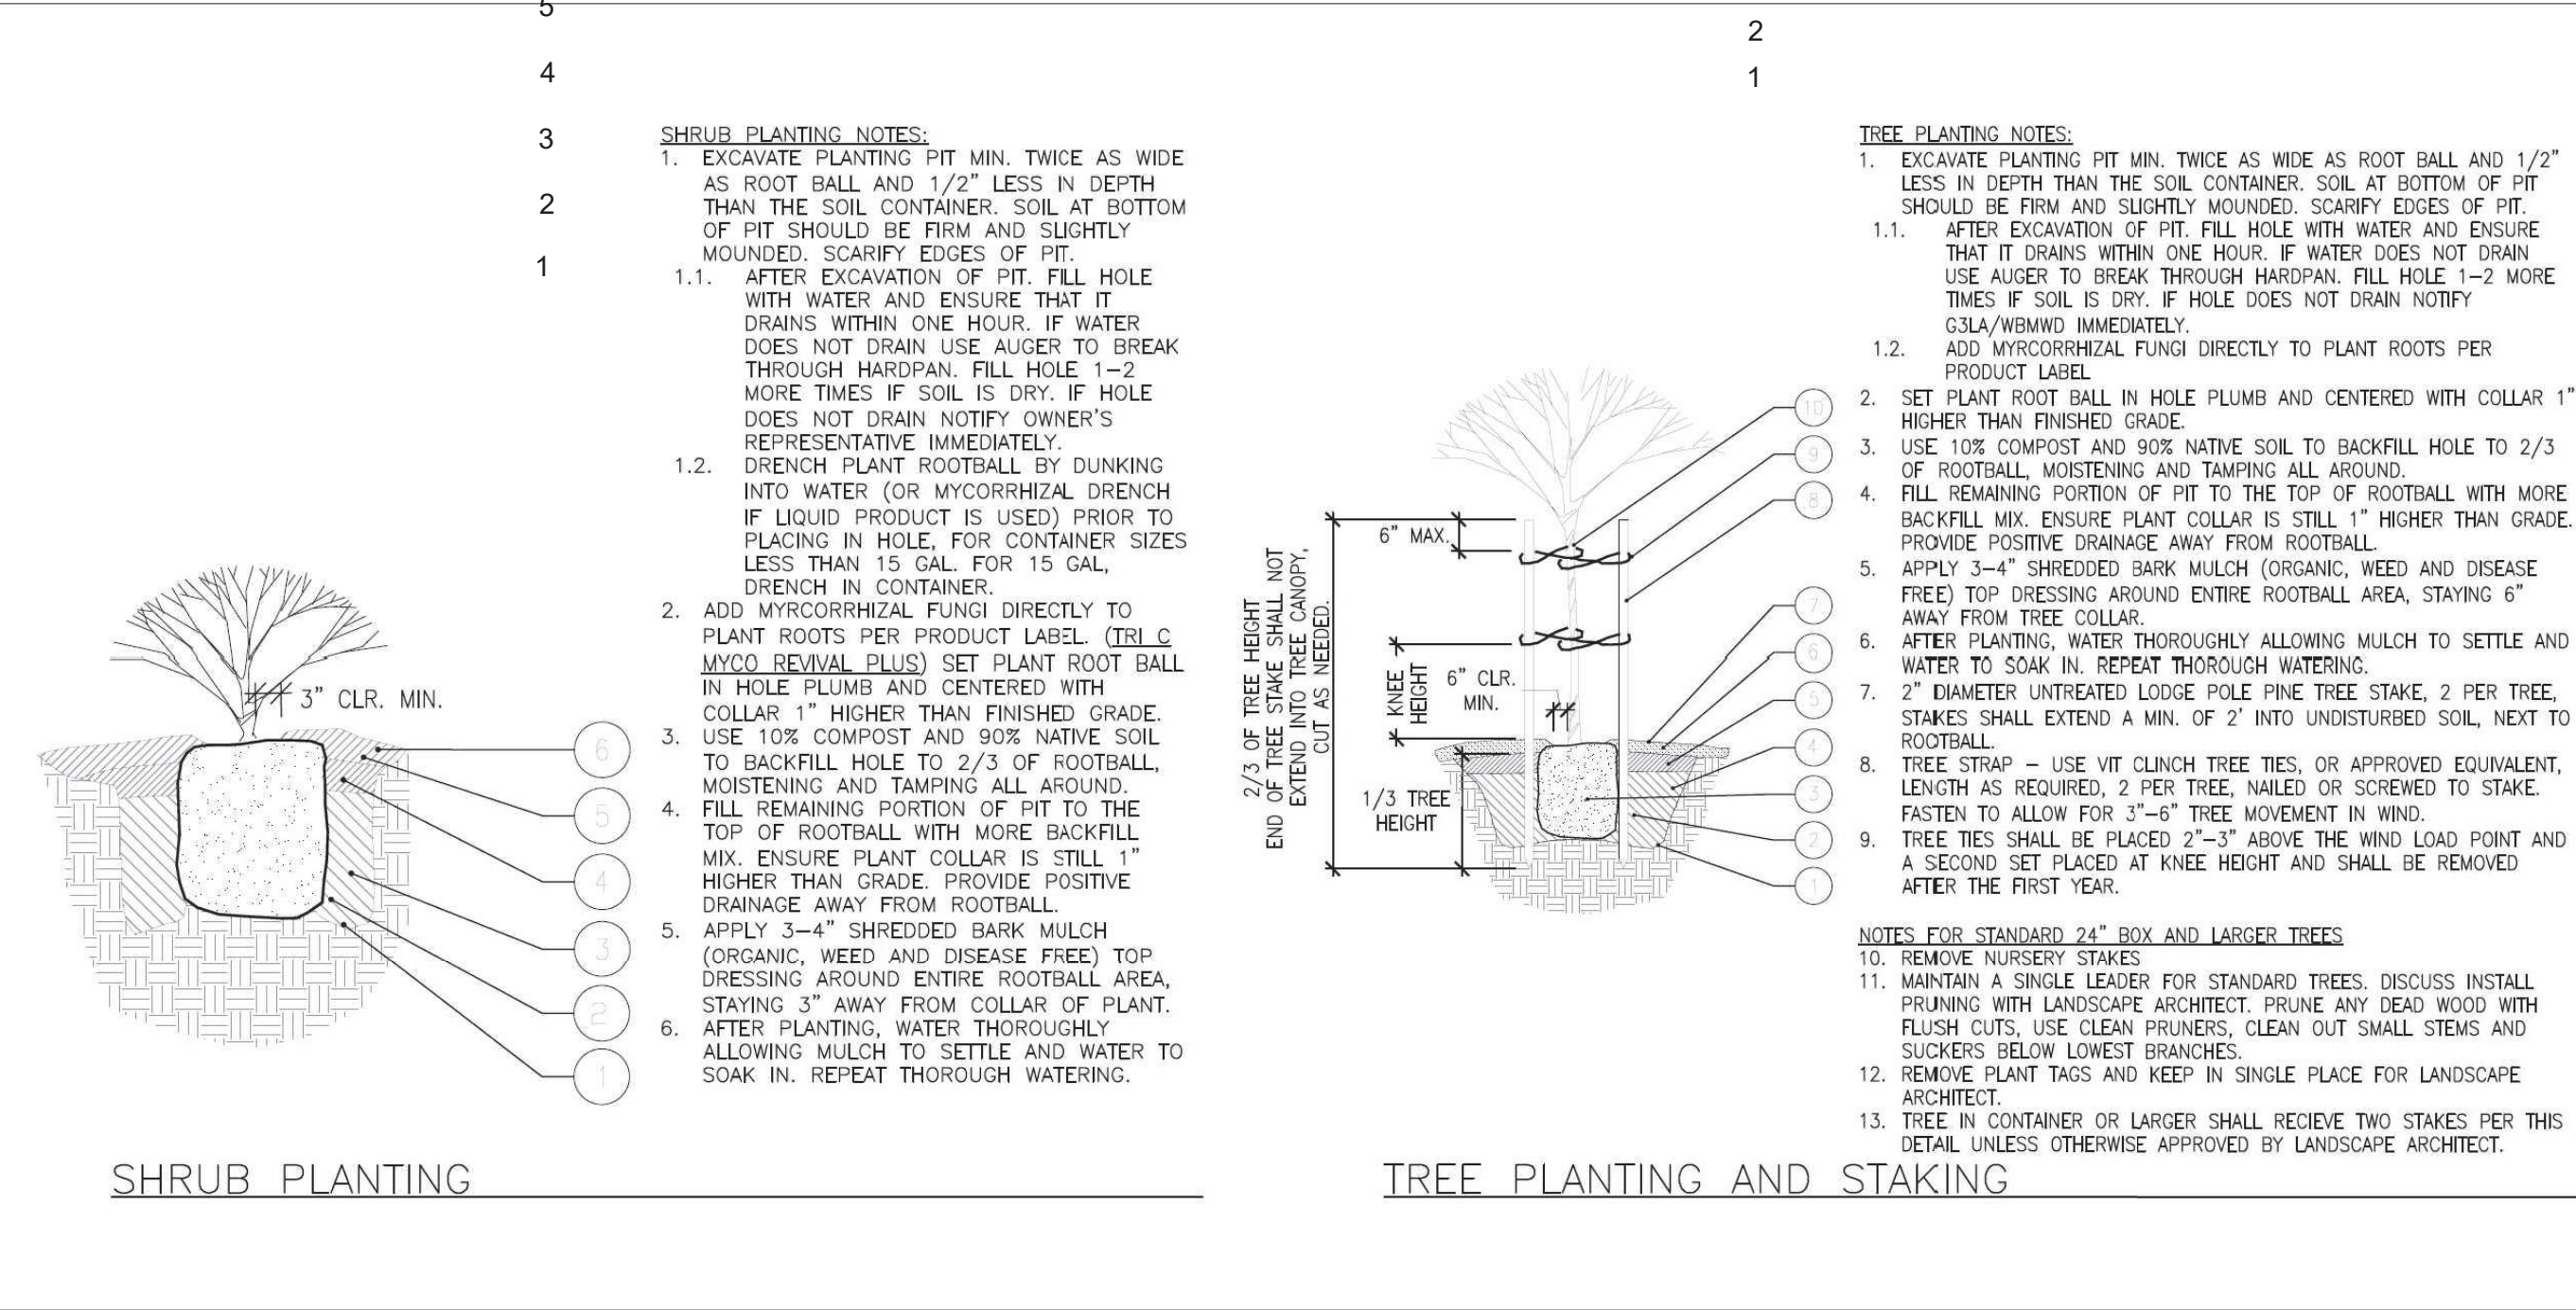 5
4
3
2
1
2
1
SHRUB PLANTING NOTES:
1. EXCAVATE PLANTING PIT MIN. TWICE AS WIDE
AS ROOT BALL AND 1/2" LESS IN DEPTH
THAN THE SOIL CONTAINER. SOIL AT BOTTOM
OF PIT SHOULD BE FIRM AND SLIGHTLY
MOUNDED. SCARIFY EDGES OF PIT.
1.1. AFTER EXCAVATION OF PIT. FILL HOLE
WITH WATER AND ENSURE THAT IT
DRAINS WITHIN ONE HOUR. IF WATER
DOES NOT DRAIN USE AUGER TO BREAK
THROUGH HARDPAN. FILL HOLE 1–2
MORE TIMES IF SOIL IS DRY. IF HOLE
DOES NOT DRAIN NOTIFY OWNER'S
REPRESENTATIVE IMMEDIATELY.
1.2. DRENCH PLANT ROOTBALL BY DUNKING
INTO WATER (OR MYCORRHIZAL DRENCH
IF LIQUID PRODUCT IS USED) PRIOR TO
PLACING IN HOLE, FOR CONTAINER SIZES
LESS THAN 15 GAL. FOR 15 GAL,
DRENCH IN CONTAINER.
2. ADD MYRCORRHIZAL FUNGI DIRECTLY TO
PLANT ROOTS PER PRODUCT LABEL. (TRI C
MYCO REVIVAL PLUS) SET PLANT ROOT BALL
IN HOLE PLUMB AND CENTERED WITH
COLLAR 1" HIGHER THAN FINISHED GRADE.
3. USE 10% COMPOST AND 90% NATIVE SOIL
TO BACKFILL HOLE TO 2/3 OF ROOTBALL,
MOISTENING AND TAMPING ALL AROUND.
4. FILL REMAINING PORTION OF PIT TO THE
TOP OF ROOTBALL WITH MORE BACKFILL
MIX. ENSURE PLANT COLLAR IS STILL 1"
HIGHER THAN GRADE. PROVIDE POSITIVE
DRAINAGE AWAY FROM ROOTBALL.
5. APPLY 3–4" SHREDDED BARK MULCH
(ORGANIC, WEED AND DISEASE FREE) TOP
DRESSING AROUND ENTIRE ROOTBALL AREA,
STAYING 3" AWAY FROM COLLAR OF PLANT.
6. AFTER PLANTING, WATER THOROUGHLY
ALLOWING MULCH TO SETTLE AND WATER TO
SOAK IN. REPEAT THOROUGH WATERING.
3" CLR. MIN.
6
5
4
3
2
1
SHRUB PLANTING
TREE PLANTING NOTES:
1. EXCAVATE PLANTING PIT MIN. TWICE AS WIDE AS ROOT BALL AND 1/2"
LESS IN DEPTH THAN THE SOIL CONTAINER. SOIL AT BOTTOM OF PIT
SHOULD BE FIRM AND SLIGHTLY MOUNDED. SCARIFY EDGES OF PIT.
1.1. AFTER EXCAVATION OF PIT. FILL HOLE WITH WATER AND ENSURE
THAT IT DRAINS WITHIN ONE HOUR. IF WATER DOES NOT DRAIN
USE AUGER TO BREAK THROUGH HARDPAN. FILL HOLE 1–2 MORE
TIMES IF SOIL IS DRY. IF HOLE DOES NOT DRAIN NOTIFY
G3LA/WBMWD IMMEDIATELY.
1.2. ADD MYRCORRHIZAL FUNGI DIRECTLY TO PLANT ROOTS PER
PRODUCT LABEL
2. SET PLANT ROOT BALL IN HOLE PLUMB AND CENTERED WITH COLLAR 1"
HIGHER THAN FINISHED GRADE.
3. USE 10% COMPOST AND 90% NATIVE SOIL TO BACKFILL HOLE TO 2/3
OF ROOTBALL, MOISTENING AND TAMPING ALL AROUND.
4. FILL REMAINING PORTION OF PIT TO THE TOP OF ROOTBALL WITH MORE
BACKFILL MIX. ENSURE PLANT COLLAR IS STILL 1" HIGHER THAN GRADE.
PROVIDE POSITIVE DRAINAGE AWAY FROM ROOTBALL.
5. APPLY 3–4" SHREDDED BARK MULCH (ORGANIC, WEED AND DISEASE
FREE) TOP DRESSING AROUND ENTIRE ROOTBALL AREA, STAYING 6"
AWAY FROM TREE COLLAR.
6. AFTER PLANTING, WATER THOROUGHLY ALLOWING MULCH TO SETTLE AND
WATER TO SOAK IN. REPEAT THOROUGH WATERING.
7. 2" DIAMETER UNTREATED LODGE POLE PINE TREE STAKE, 2 PER TREE,
STAKES SHALL EXTEND A MIN. OF 2' INTO UNDISTURBED SOIL, NEXT TO
ROOTBALL.
8. TREE STRAP – USE VIT CLINCH TREE TIES, OR APPROVED EQUIVALENT,
LENGTH AS REQUIRED, 2 PER TREE, NAILED OR SCREWED TO STAKE.
FASTEN TO ALLOW FOR 3"–6" TREE MOVEMENT IN WIND.
9. TREE TIES SHALL BE PLACED 2"–3" ABOVE THE WIND LOAD POINT AND
A SECOND SET PLACED AT KNEE HEIGHT AND SHALL BE REMOVED
AFTER THE FIRST YEAR.
NOTES FOR STANDARD 24" BOX AND LARGER TREES
10. REMOVE NURSERY STAKES
11. MAINTAIN A SINGLE LEADER FOR STANDARD TREES. DISCUSS INSTALL
PRUNING WITH LANDSCAPE ARCHITECT. PRUNE ANY DEAD WOOD WITH
FLUSH CUTS, USE CLEAN PRUNERS, CLEAN OUT SMALL STEMS AND
SUCKERS BELOW LOWEST BRANCHES.
12. REMOVE PLANT TAGS AND KEEP IN SINGLE PLACE FOR LANDSCAPE
ARCHITECT.
13. TREE IN CONTAINER OR LARGER SHALL RECIEVE TWO STAKES PER THIS
DETAIL UNLESS OTHERWISE APPROVED BY LANDSCAPE ARCHITECT.
2/3 OF TREE HEIGHT
END OF TREE STAKE SHALL NOT
EXTEND INTO TREE CANOPY,
CUT AS NEEDED.
6" MAX.
KNEE
HEIGHT
6" CLR.
MIN.
1/3 TREE
HEIGHT
10
9
8
7
6
5
4
3
2
1
TREE PLANTING AND STAKING